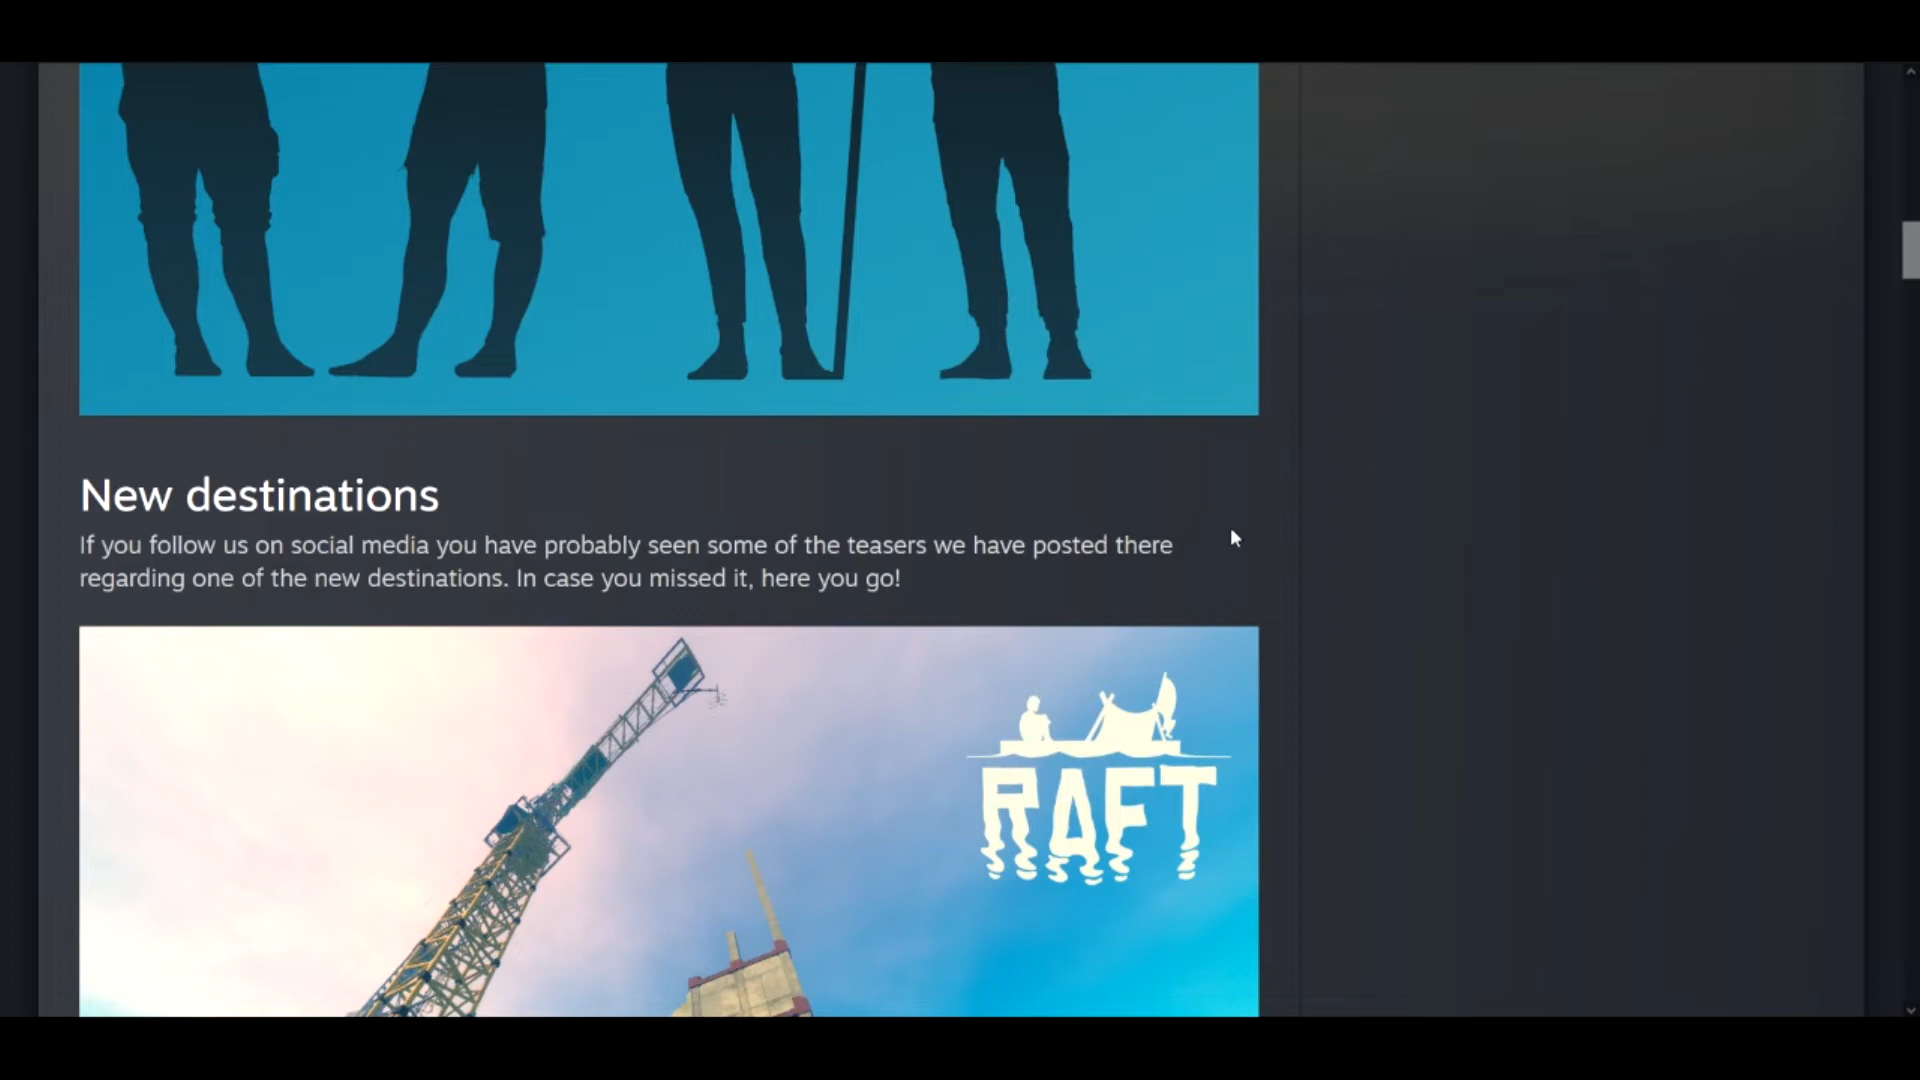 New destinations
If you follow us on social media you have probably seen some of the teasers we have posted there
regarding one of the new destinations. In case you missed it, here you go!
RAFT